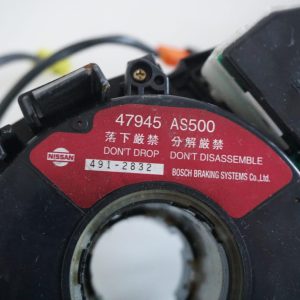 47945 AS500
落下厳禁 分解厳禁
DON'T DROP DON'T DISASSEMBLE
NISSAN
491-2832
BOSCH BRAKING SYSTEMS Co.,Ltd.